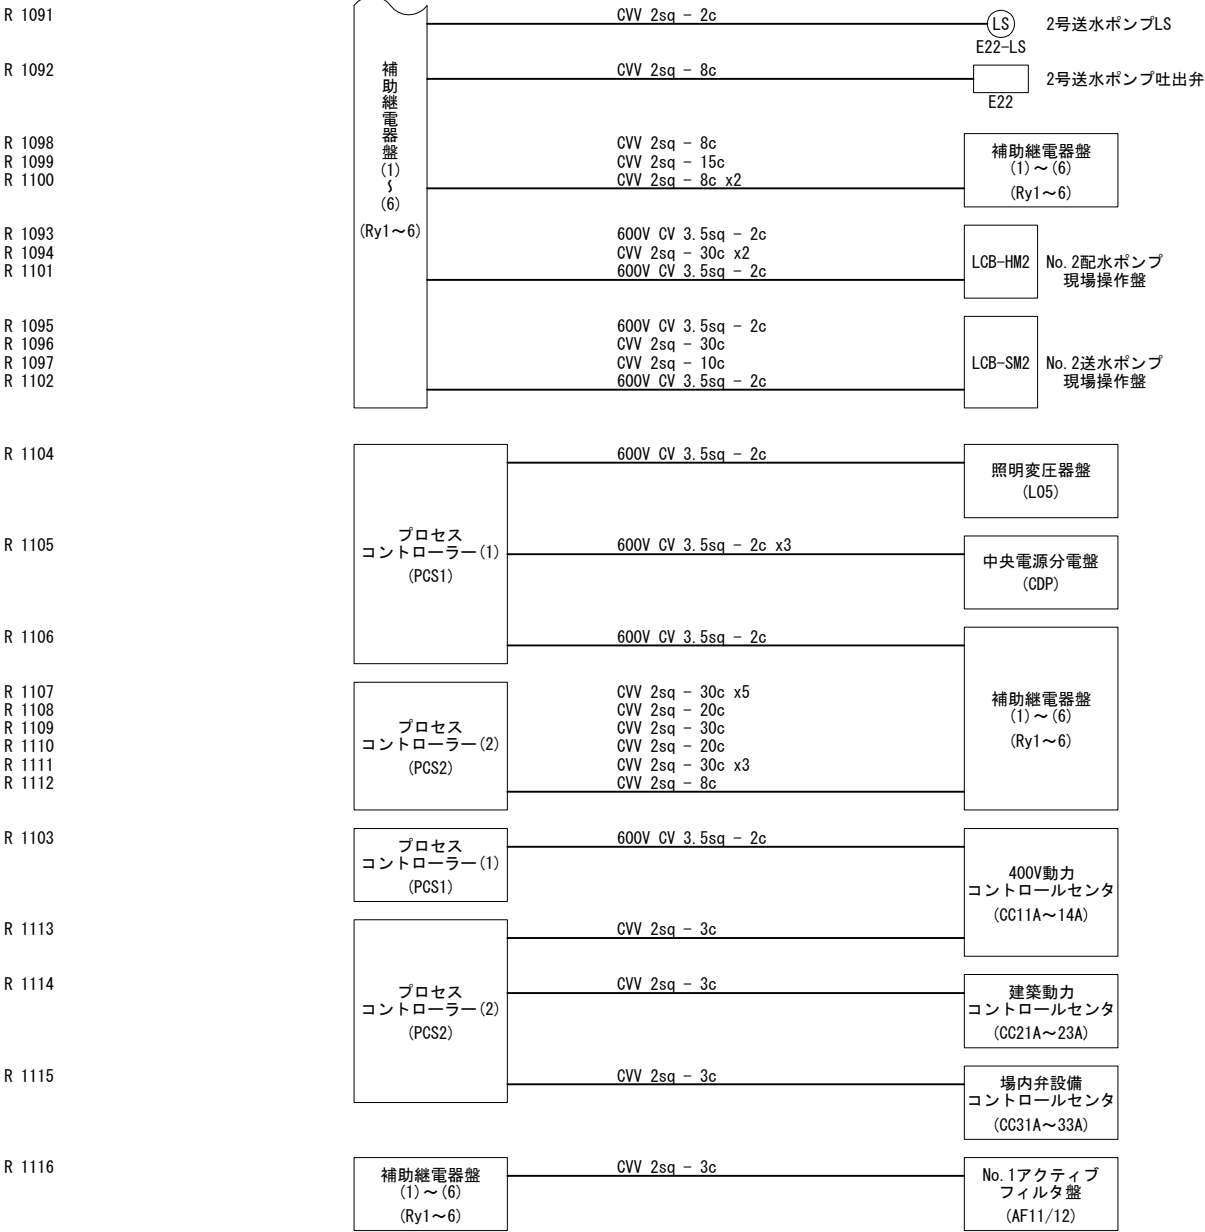 R 1091
CVV 2sq - 2c
LS
2号送水ポンプLS
E22-LS
R 1092
CVV 2sq - 8c
2号送水ポンプ吐出弁
E22
補助継電器盤(1)～(6)
(Ry1～6)
R 1098
CVV 2sq - 8c
R 1099
CVV 2sq - 15c
R 1100
CVV 2sq - 8c x2
補助継電器盤
(1)～(6)
(Ry1～6)
R 1093
600V CV 3.5sq - 2c
R 1094
CVV 2sq - 30c x2
R 1101
600V CV 3.5sq - 2c
LCB-HM2
No.2配水ポンプ
現場操作盤
R 1095
600V CV 3.5sq - 2c
R 1096
CVV 2sq - 30c
R 1097
CVV 2sq - 10c
R 1102
600V CV 3.5sq - 2c
LCB-SM2
No.2送水ポンプ
現場操作盤
R 1104
600V CV 3.5sq - 2c
照明変圧器盤
(L05)
プロセス
コントローラー(1)
(PCS1)
R 1105
600V CV 3.5sq - 2c x3
中央電源分電盤
(CDP)
R 1106
600V CV 3.5sq - 2c
R 1107
CVV 2sq - 30c x5
R 1108
CVV 2sq - 20c
R 1109
CVV 2sq - 30c
R 1110
CVV 2sq - 20c
R 1111
CVV 2sq - 30c x3
R 1112
CVV 2sq - 8c
プロセス
コントローラー(2)
(PCS2)
補助継電器盤
(1)～(6)
(Ry1～6)
R 1103
プロセス
コントローラー(1)
(PCS1)
600V CV 3.5sq - 2c
400V動力
コントロールセンタ
(CC11A～14A)
R 1113
CVV 2sq - 3c
R 1114
プロセス
コントローラー(2)
(PCS2)
CVV 2sq - 3c
建築動力
コントロールセンタ
(CC21A～23A)
R 1115
CVV 2sq - 3c
場内弁設備
コントロールセンタ
(CC31A～33A)
R 1116
補助継電器盤
(1)～(6)
(Ry1～6)
CVV 2sq - 3c
No.1アクティブ
フィルタ盤
(AF11/12)